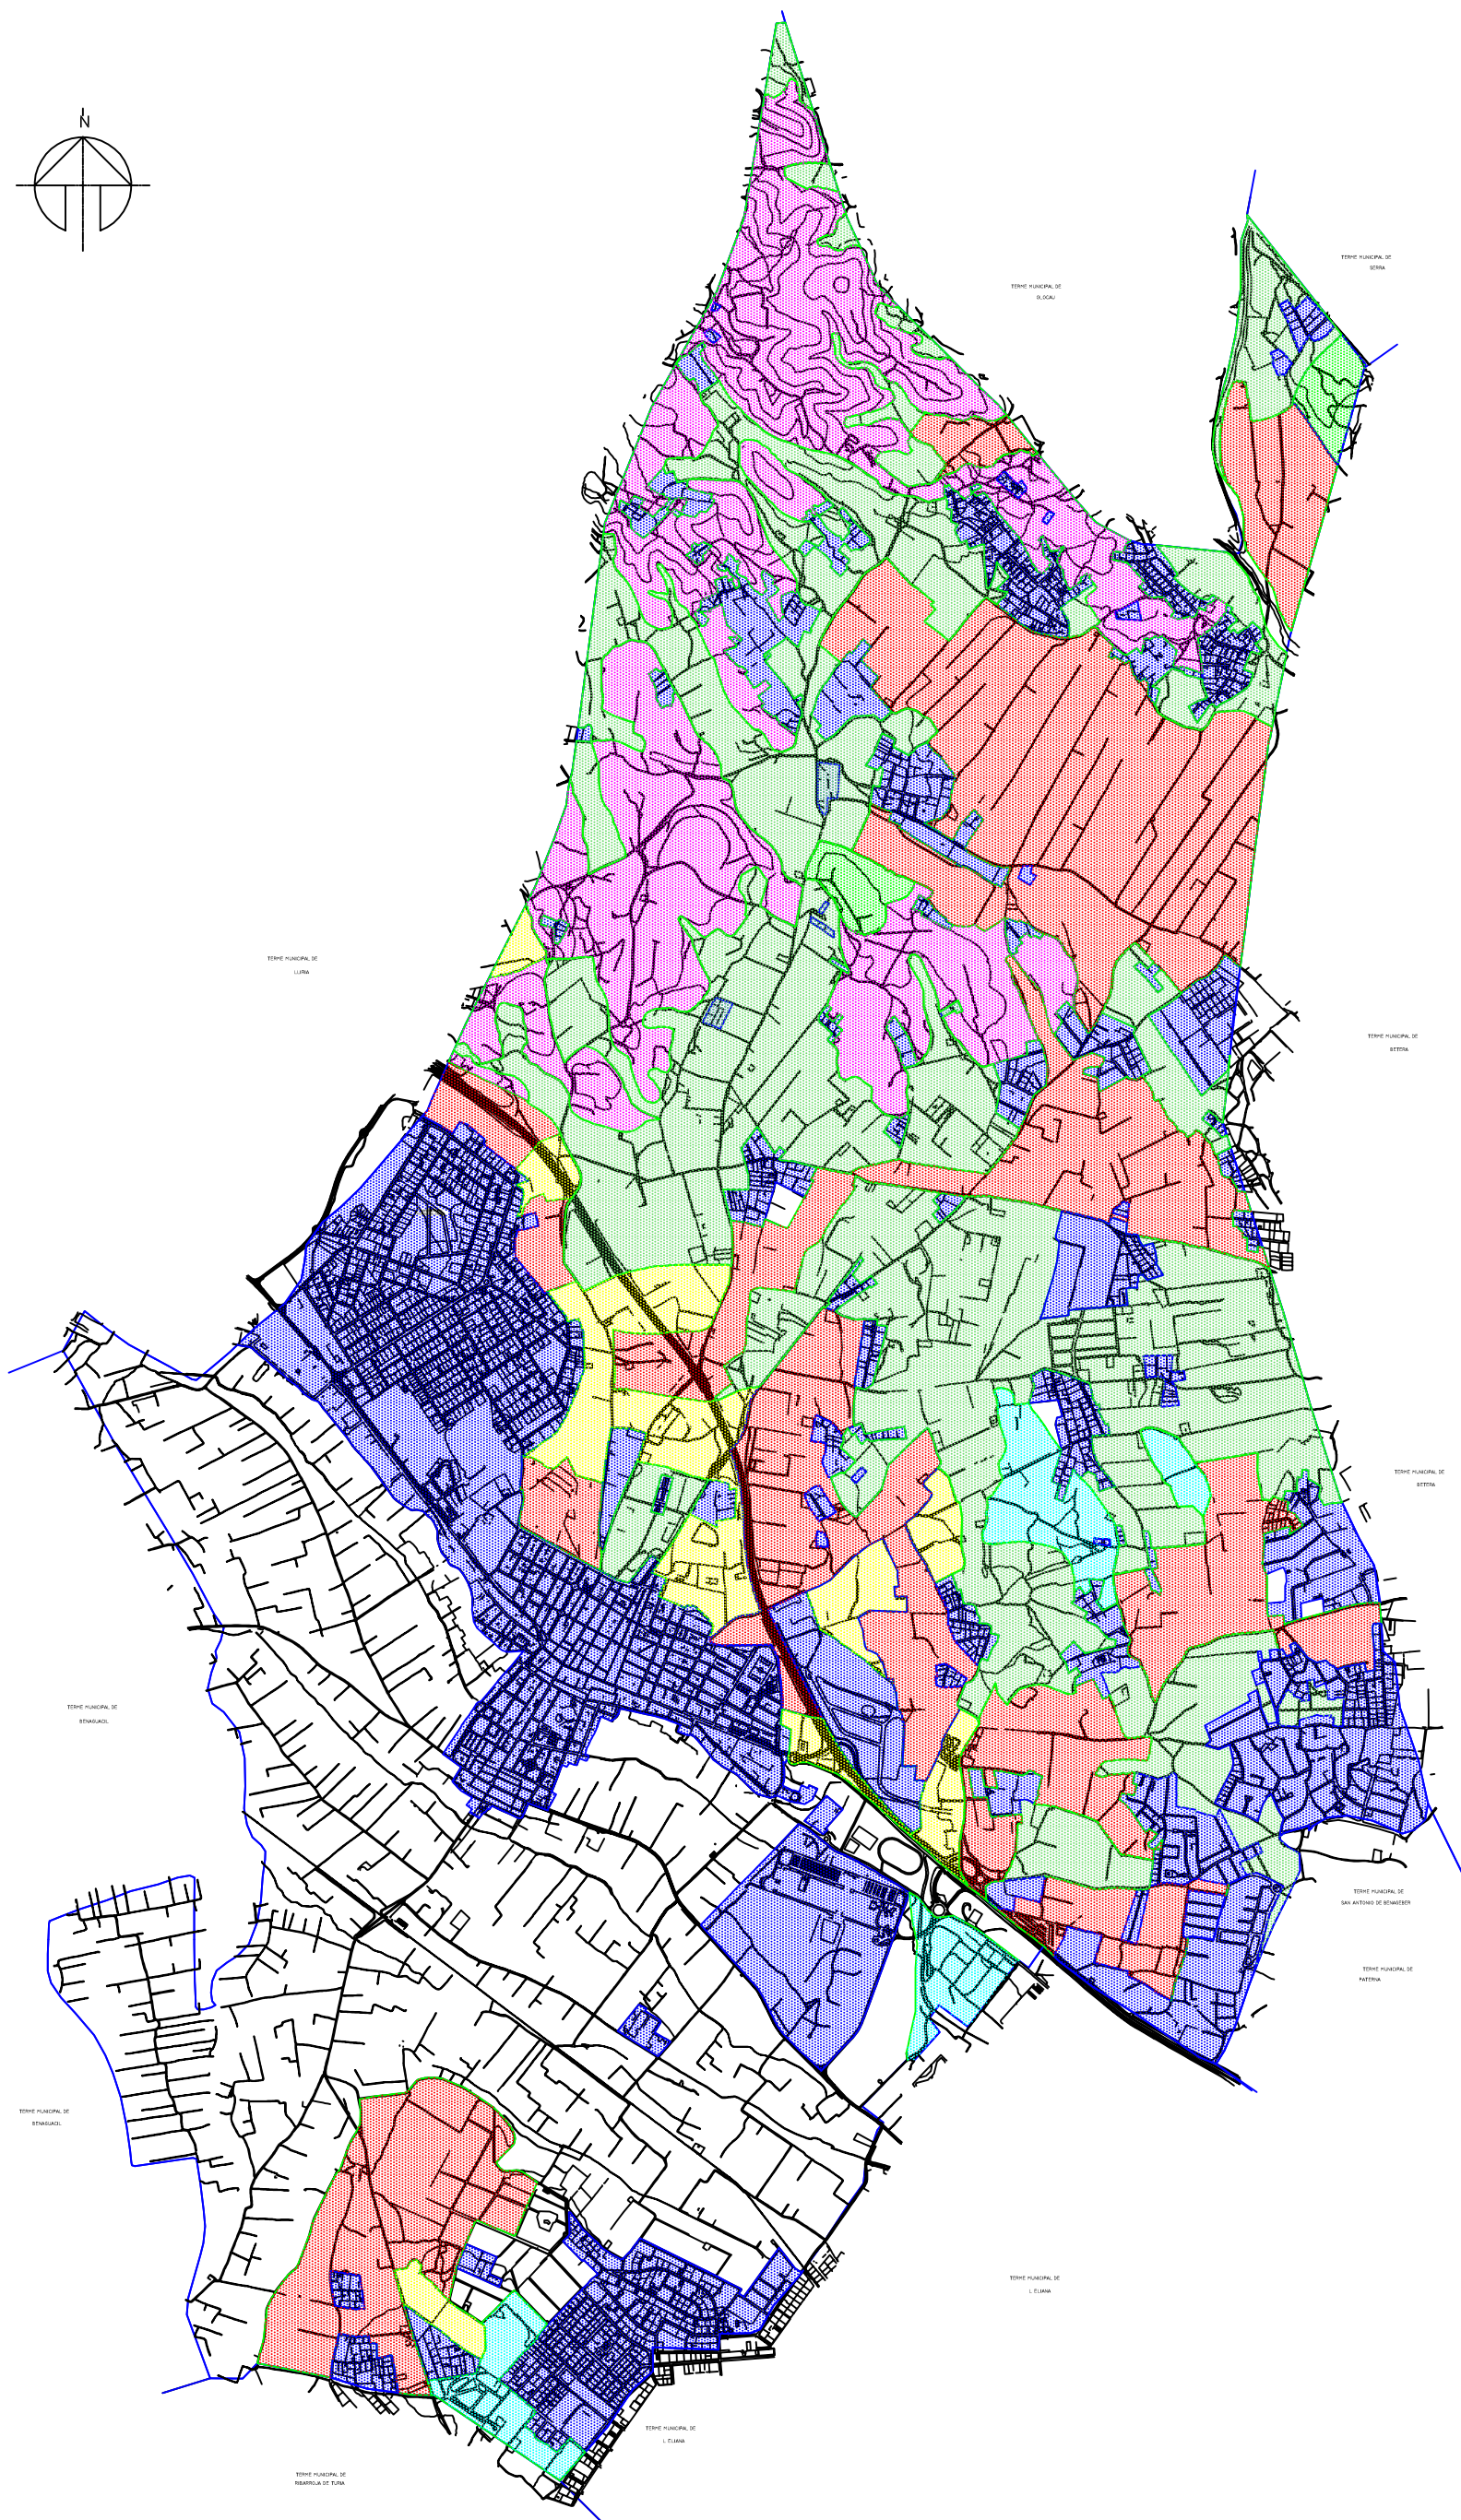 N
TERME MUNICIPAL DE
SERRA
TERME MUNICIPAL DE
OLOCAU
TERME MUNICIPAL DE
LLIRIA
TERME MUNICIPAL DE
BETERA
TERME MUNICIPAL DE
BETERA
TERME MUNICIPAL DE
BENAGUACIL
TERME MUNICIPAL DE
SAN ANTONIO DE BENAGEBER
TERME MUNICIPAL DE
PATERNA
TERME MUNICIPAL DE
BENAGUACIL
TERME MUNICIPAL DE
L´ELIANA
TERME MUNICIPAL DE
L´ELIANA
TERME MUNICIPAL DE
RIBARROJA DE TURIA